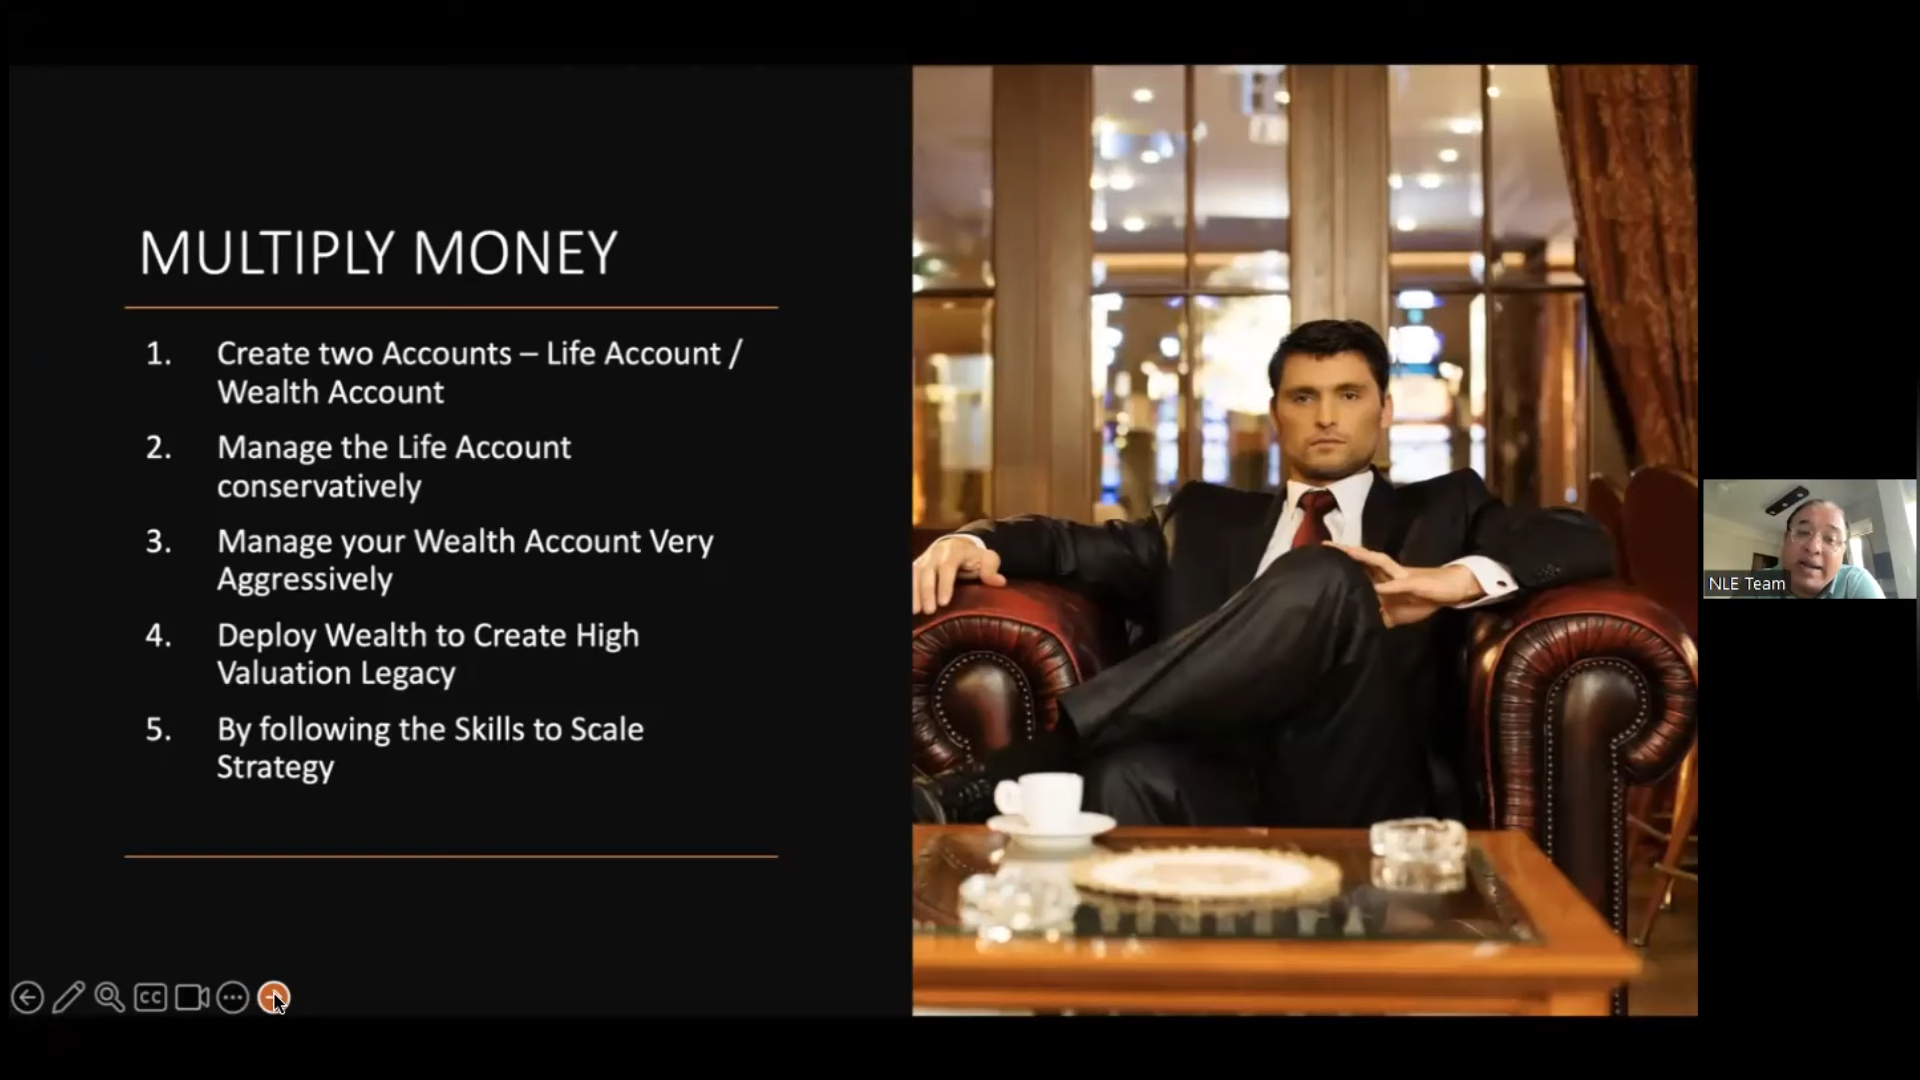 MULTIPLY MONEY
1. Create two Accounts – Life Account /
Wealth Account
2. Manage the Life Account
conservatively
3. Manage your Wealth Account Very
Aggressively
4. Deploy Wealth to Create High
Valuation Legacy
5. By following the Skills to Scale
Strategy
NLE Team
CC